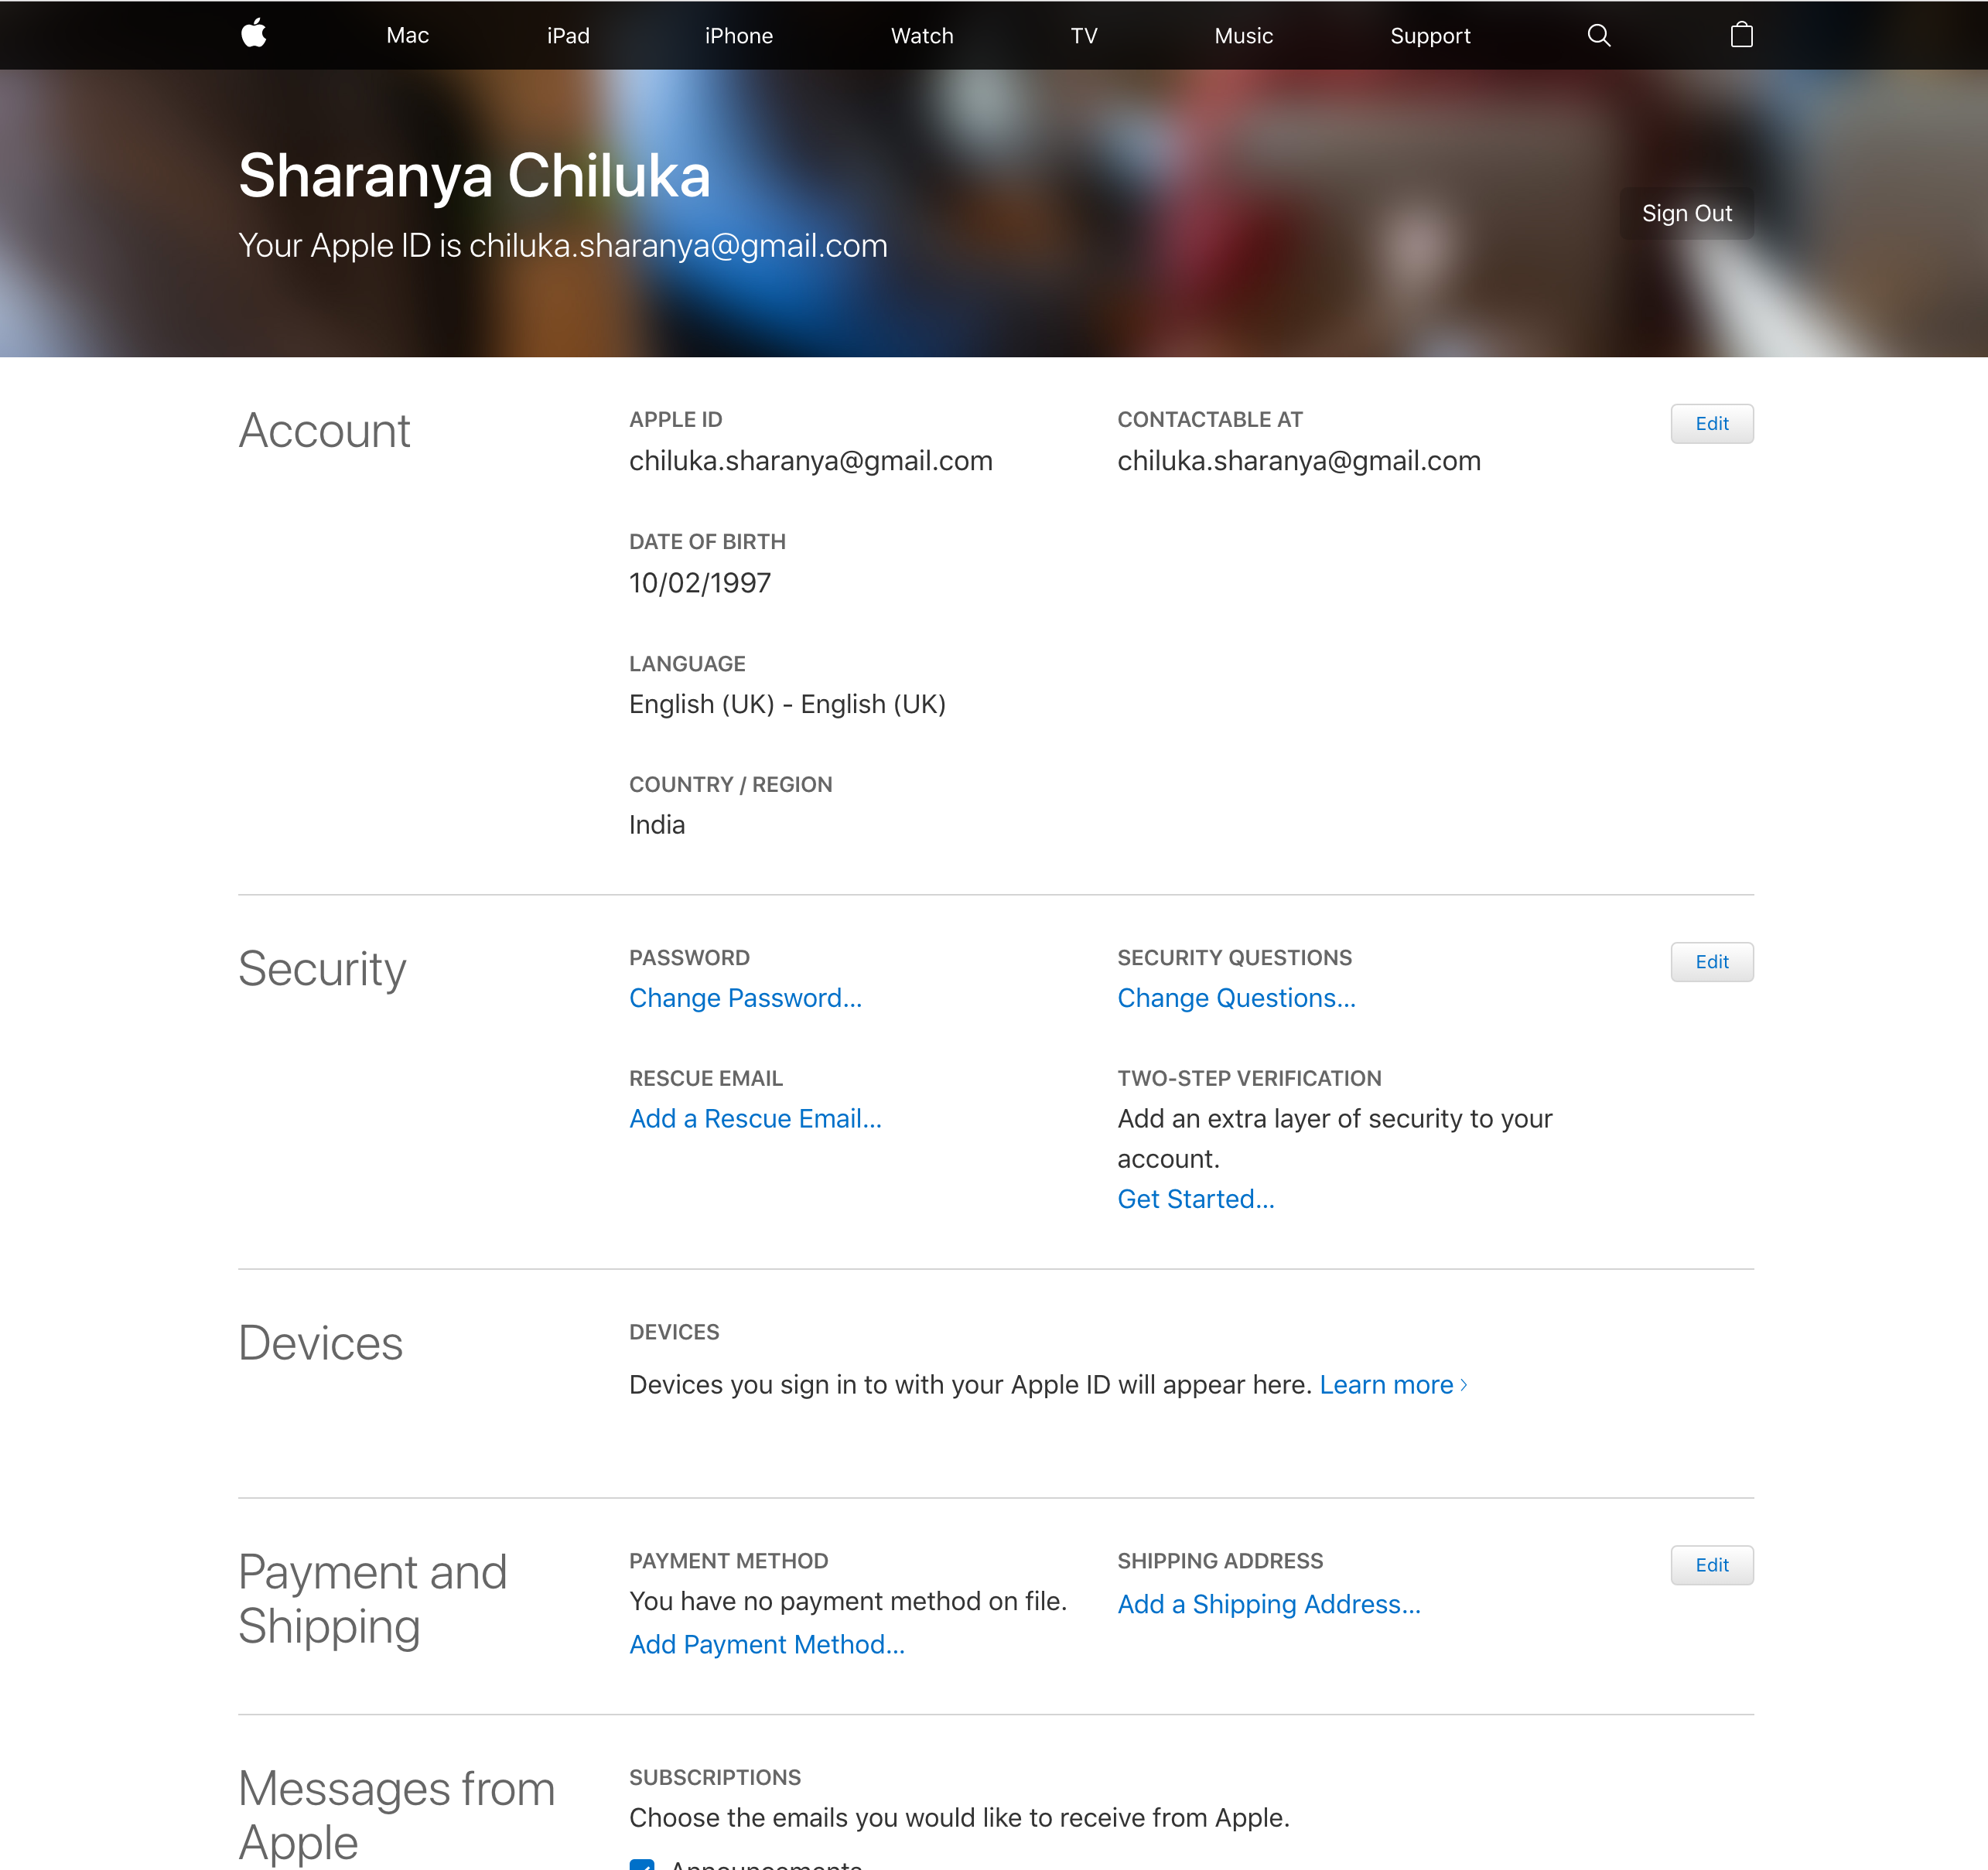 Mac iPad iPhone Watch TV Music Support
Sharanya Chiluka
Your Apple ID is chiluka.sharanya@gmail.com
Sign Out
Account
APPLE ID
chiluka.sharanya@gmail.com
CONTACTABLE AT
chiluka.sharanya@gmail.com
Edit
DATE OF BIRTH
10/02/1997
LANGUAGE
English (UK) - English (UK)
COUNTRY / REGION
India
Security
PASSWORD
Change Password...
SECURITY QUESTIONS
Change Questions...
Edit
RESCUE EMAIL
Add a Rescue Email...
TWO-STEP VERIFICATION
Add an extra layer of security to your
account.
Get Started...
Devices
DEVICES
Devices you sign in to with your Apple ID will appear here. Learn more ›
Payment and
Shipping
PAYMENT METHOD
You have no payment method on file.
Add Payment Method...
SHIPPING ADDRESS
Add a Shipping Address...
Edit
Messages from
Apple
SUBSCRIPTIONS
Choose the emails you would like to receive from Apple.
Announcements